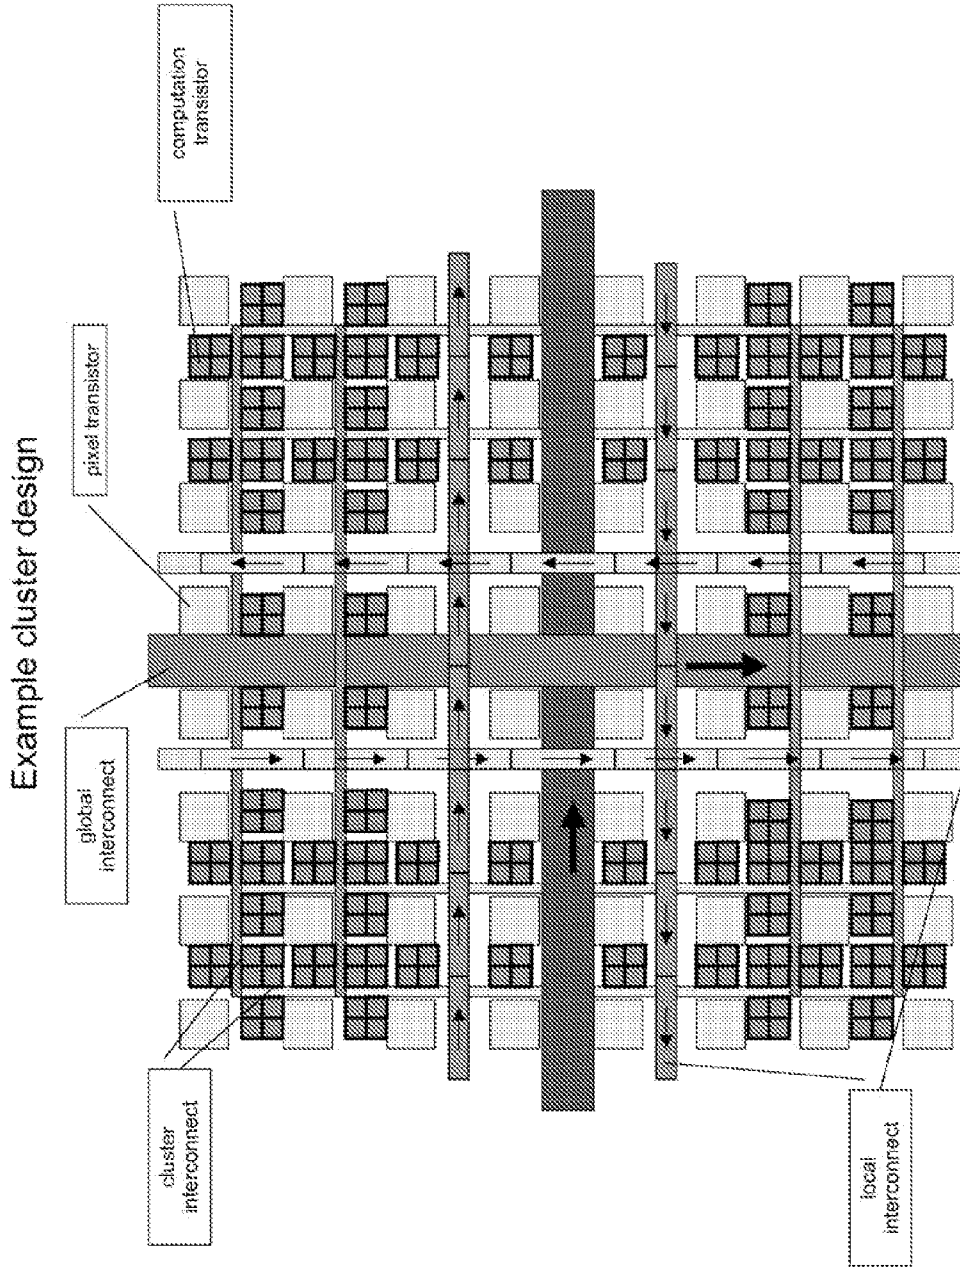 Example cluster design
cluster
interconnect
global
interconnect
pixel transistor
computation
transistor
local
interconnect